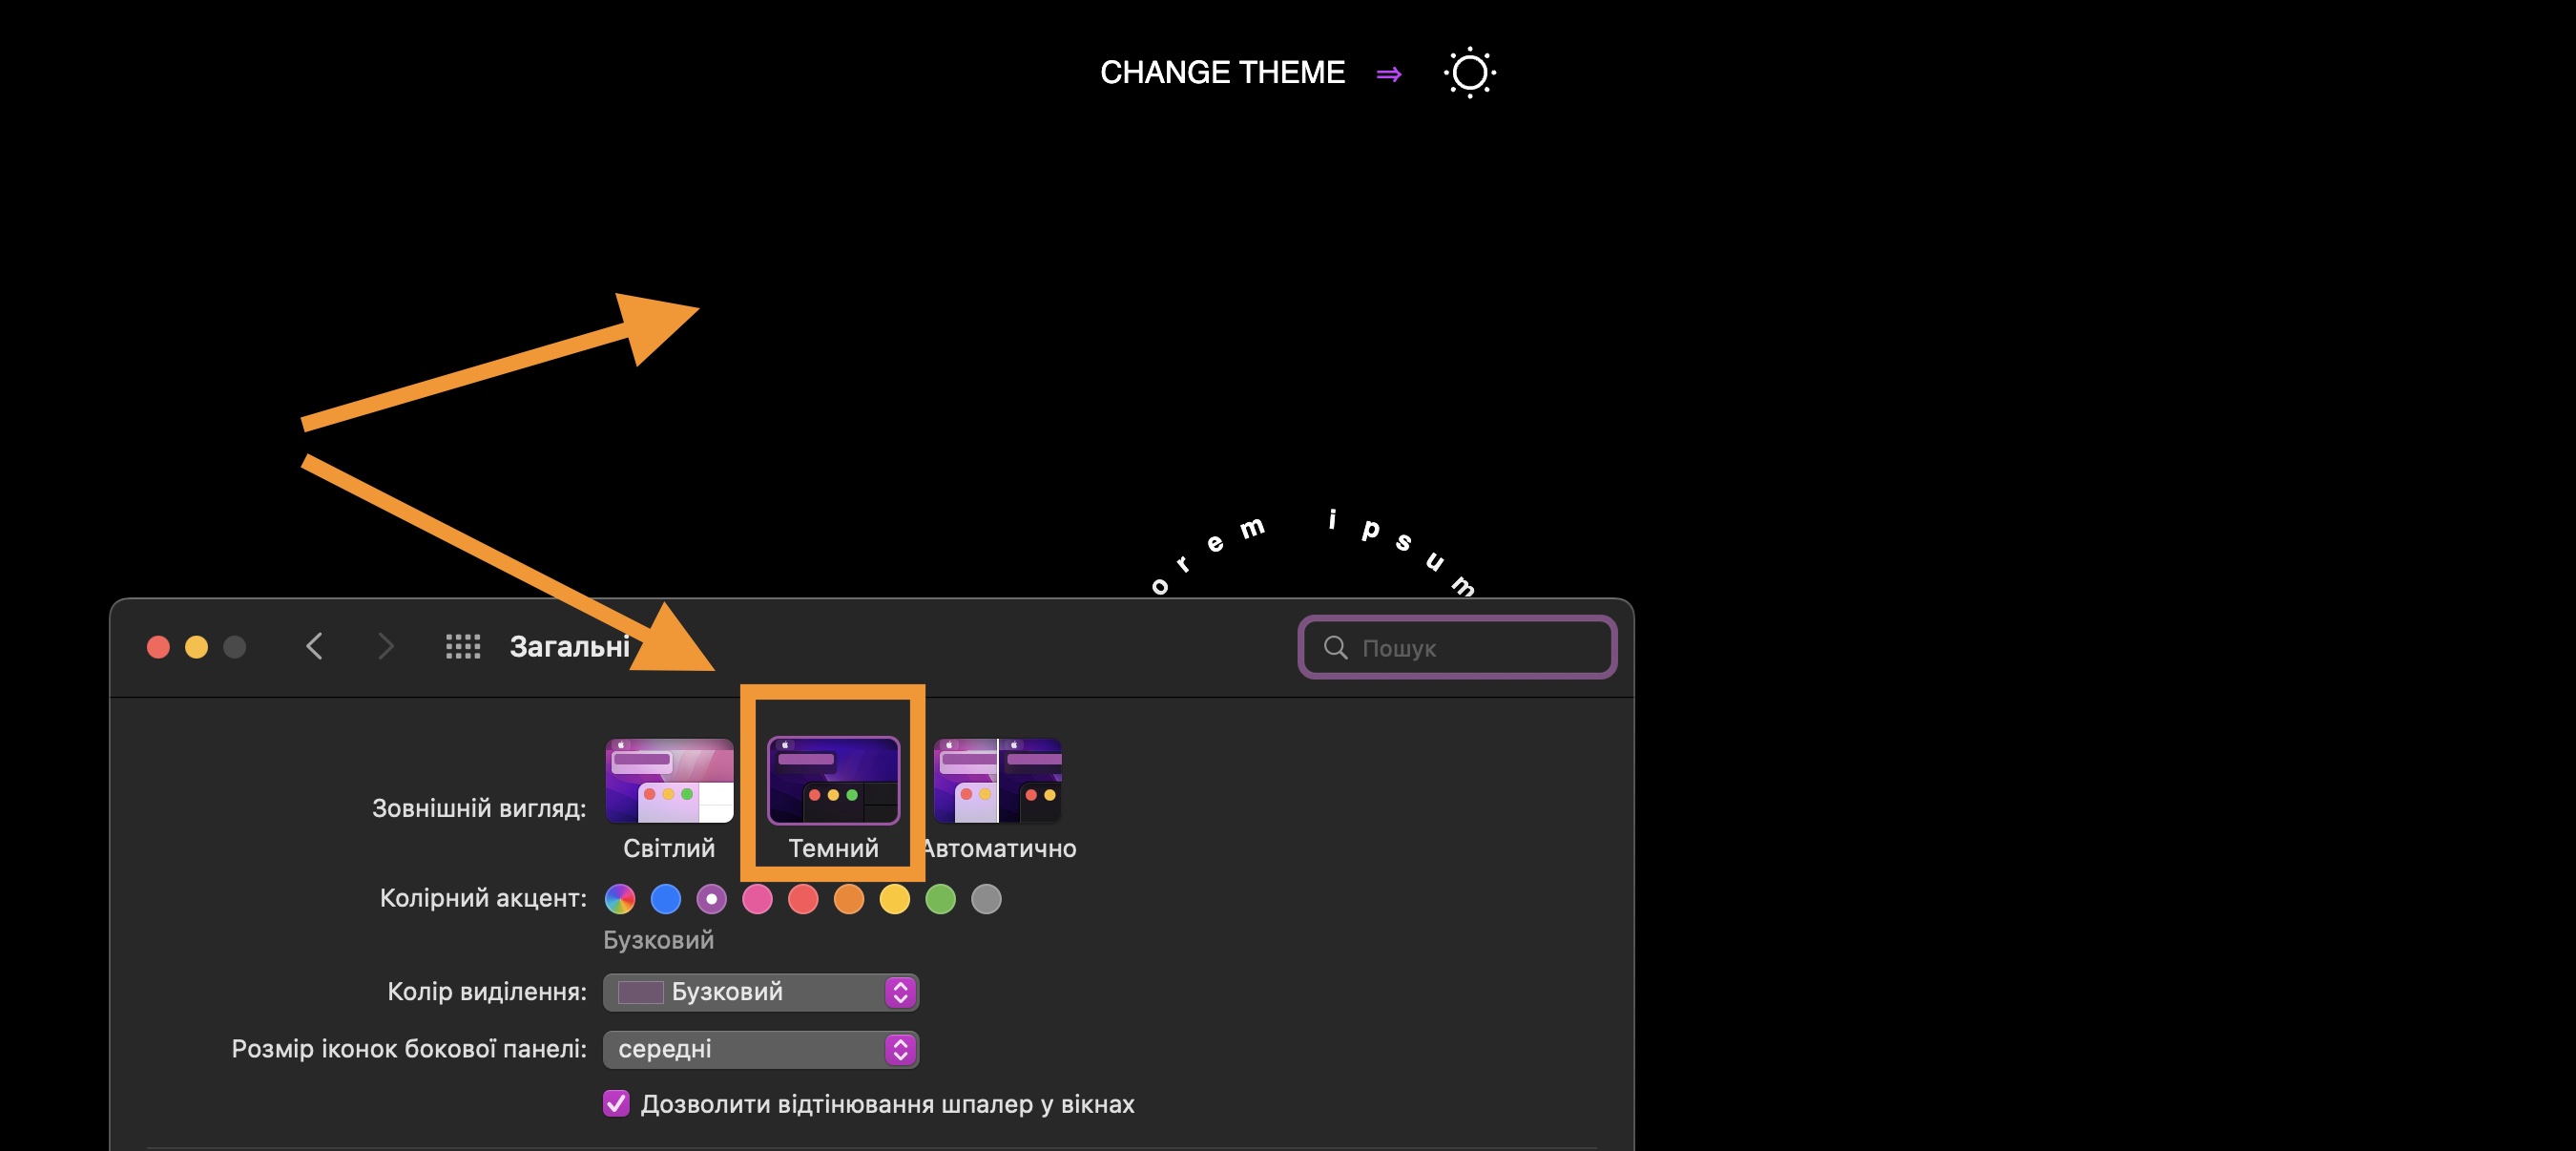 CHANGE THEME ⇒
orem ipsum
Загальні
Пошук
Зовнішній вигляд:
Світлий
Темний
Автоматично
Колірний акцент:
Бузковий
Колір виділення:
Бузковий
Розмір іконок бокової панелі:
середні
Дозволити відтінювання шпалер у вікнах